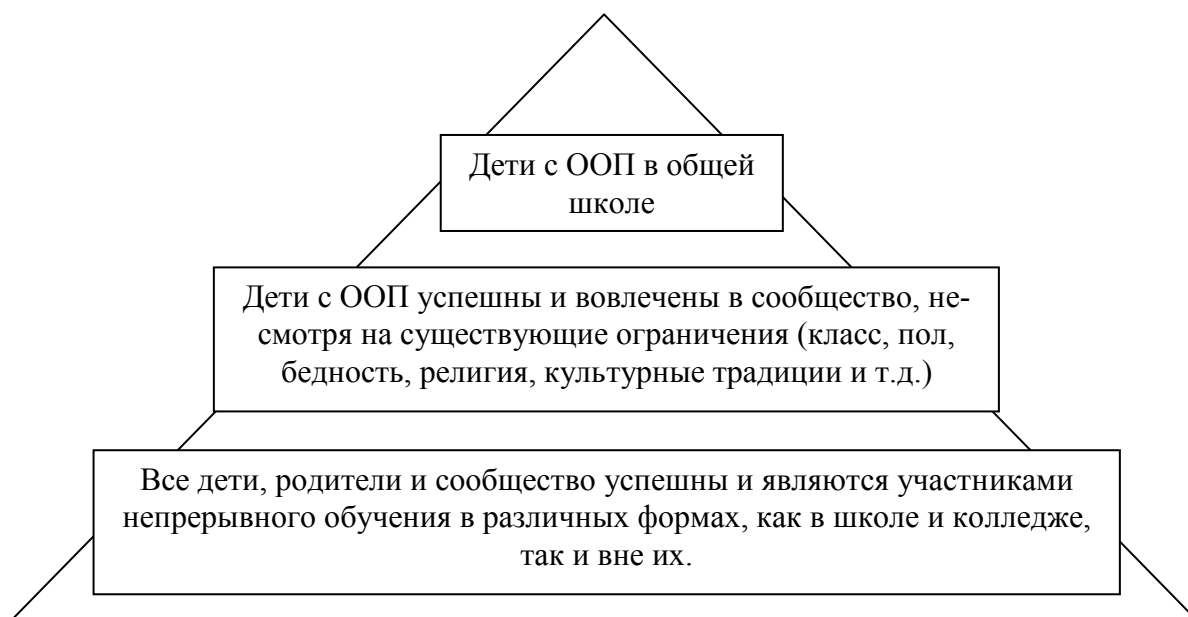 Дети с ООП в общей
школе
Дети с ООП успешны и вовлечены в сообщество, не-
смотря на существующие ограничения (класс, пол,
бедность, религия, культурные традиции и т.д.)
Все дети, родители и сообщество успешны и являются участниками
непрерывного обучения в различных формах, как в школе и колледже,
так и вне их.